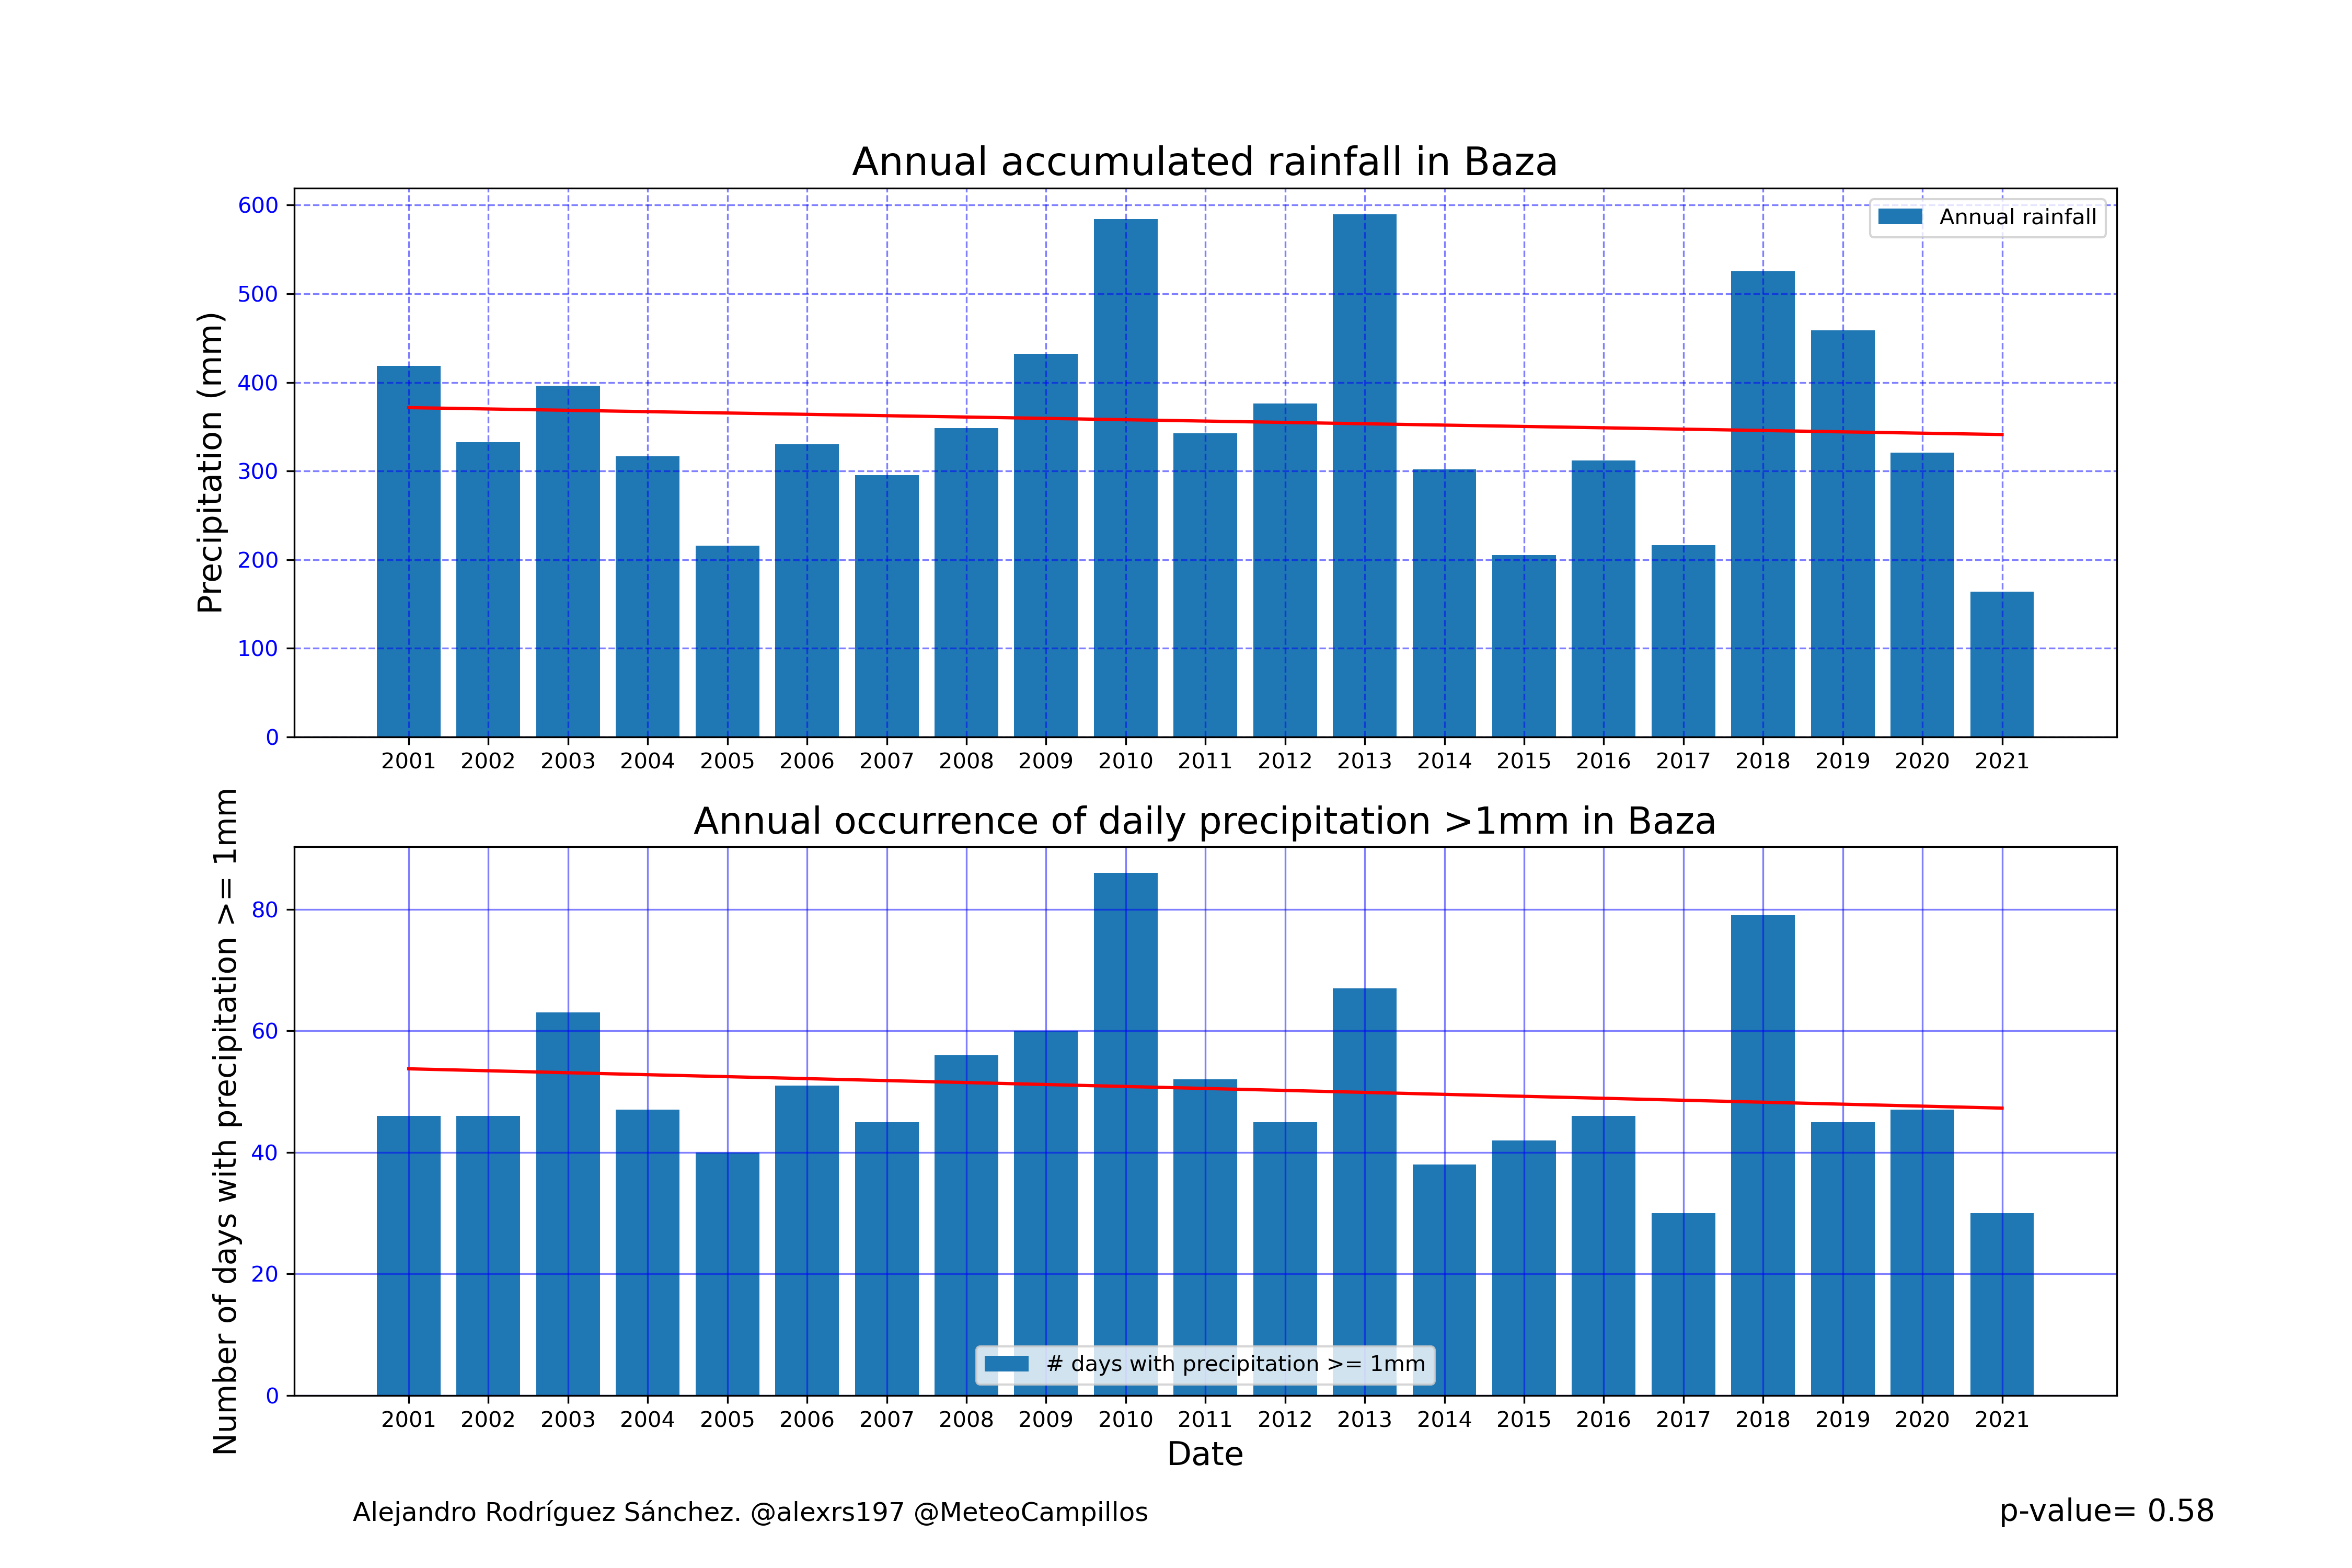 Annual accumulated rainfall in Baza
Precipitation (mm)
600
500
400
300
200
100
0
Annual rainfall
2001 2002 2003 2004 2005 2006 2007 2008 2009 2010 2011 2012 2013 2014 2015 2016 2017 2018 2019 2020 2021
Annual occurrence of daily precipitation >1mm in Baza
Number of days with precipitation >= 1mm
80
60
40
20
0
# days with precipitation >= 1mm
2001 2002 2003 2004 2005 2006 2007 2008 2009 2010 2011 2012 2013 2014 2015 2016 2017 2018 2019 2020 2021
Date
Alejandro Rodríguez Sánchez. @alexrs197 @MeteoCampillos
p-value= 0.58